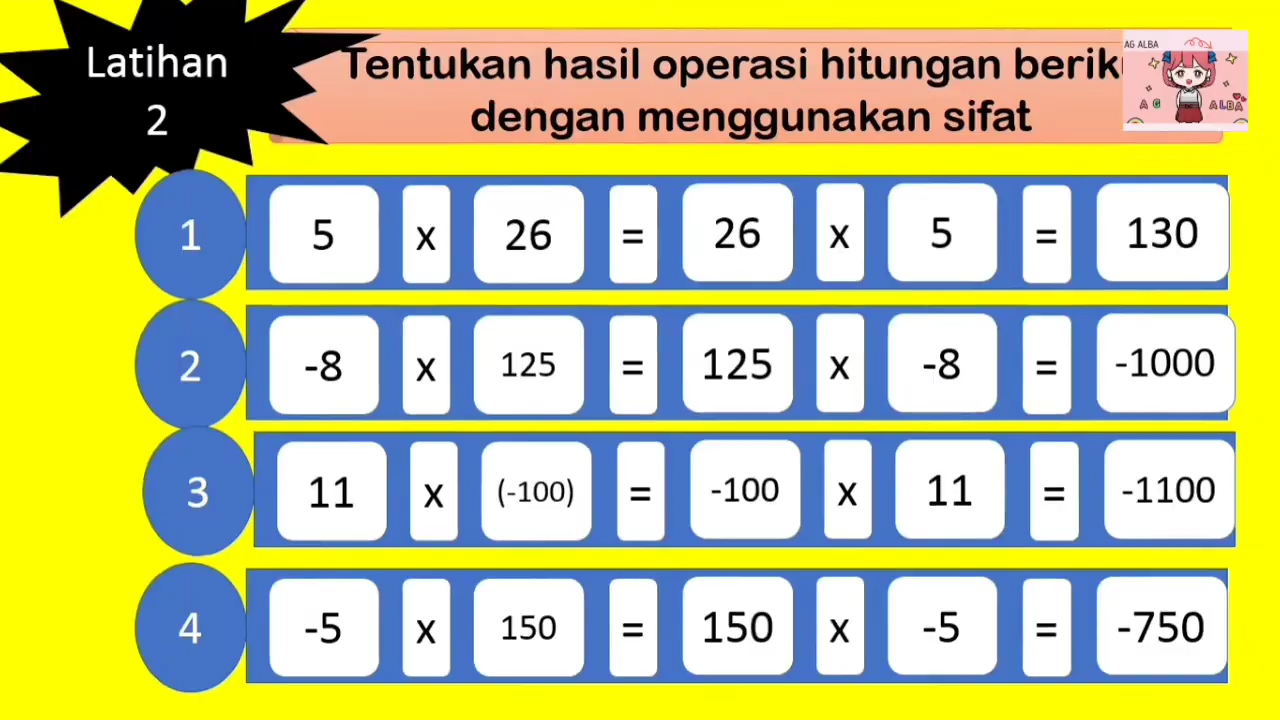 Latihan
2
Tentukan hasil operasi hitungan
dengan menggunakan sifat
AG ALBA
A G ALBA
1 5 x 26 = 26 x 5 = 130
2 -8 x 125 = 125 x -8 = -1000
3 11 x (-100) = -100 x 11 = -1100
4 -5 x 150 = 150 x -5 = -750